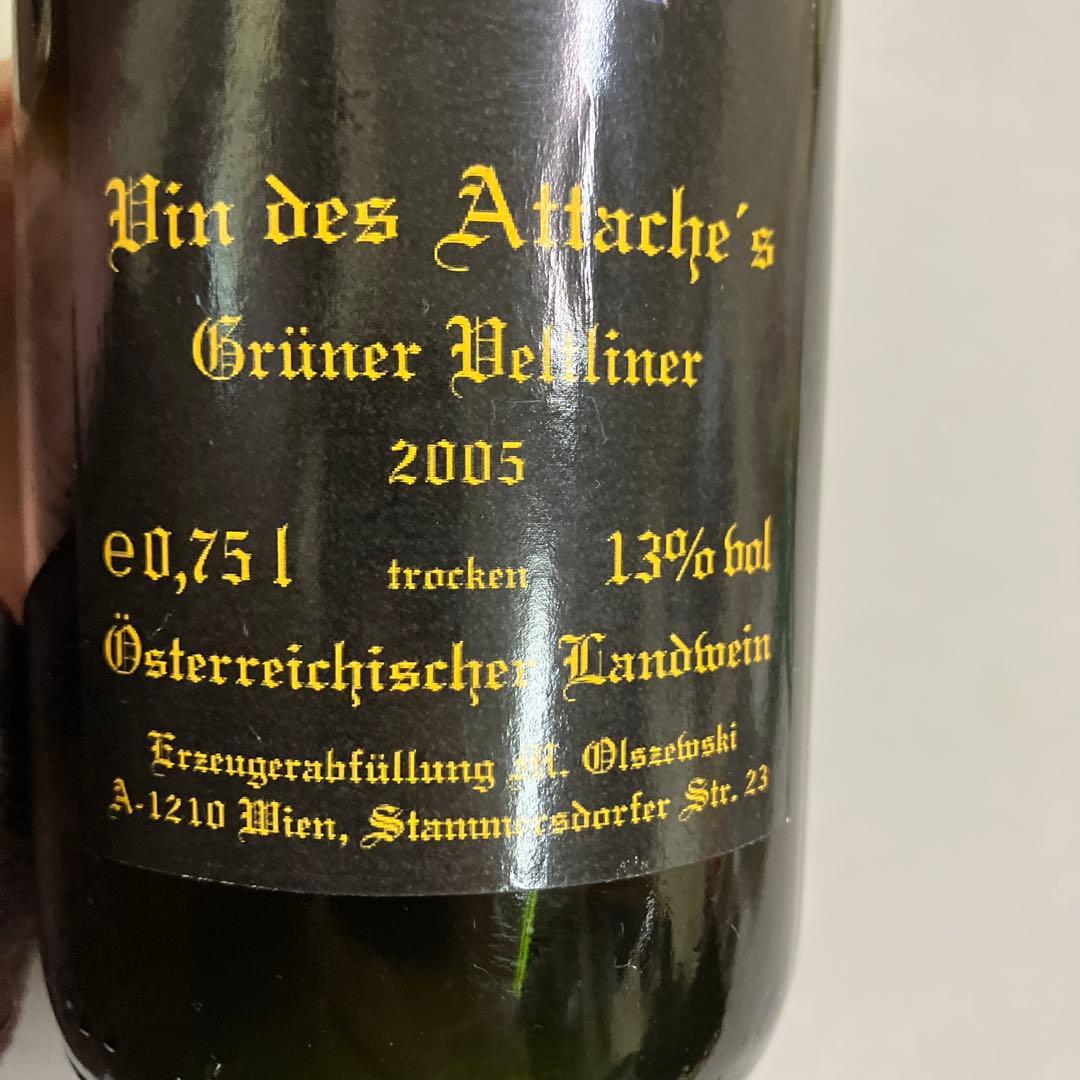 Vin des Attache´s
Grüner Veltliner
2005
e 0,75 l trocken 13% vol
Österreichischer Landwein
Erzeugerabfüllung M. Olszewski
A-1210 Wien, Stammersdorfer Str. 23